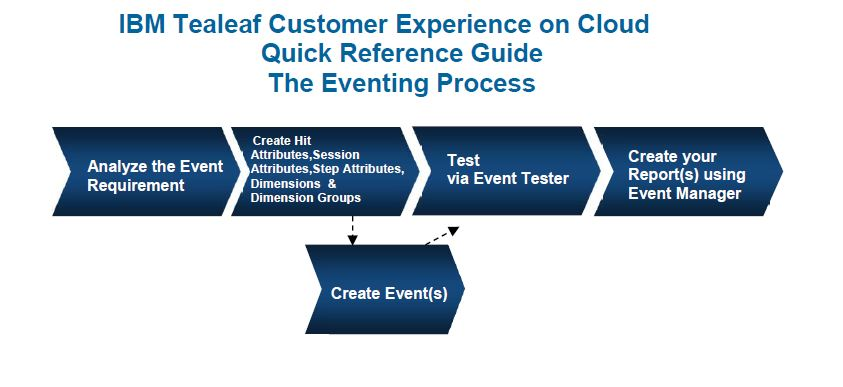 IBM Tealeaf Customer Experience on Cloud
Quick Reference Guide
The Eventing Process
Analyze the Event
Requirement
Create Hit
Attributes,Session
Attributes,Step Attributes,
Dimensions &
Dimension Groups
Test
via Event Tester
Create your
Report(s) using
Event Manager
Create Event(s)